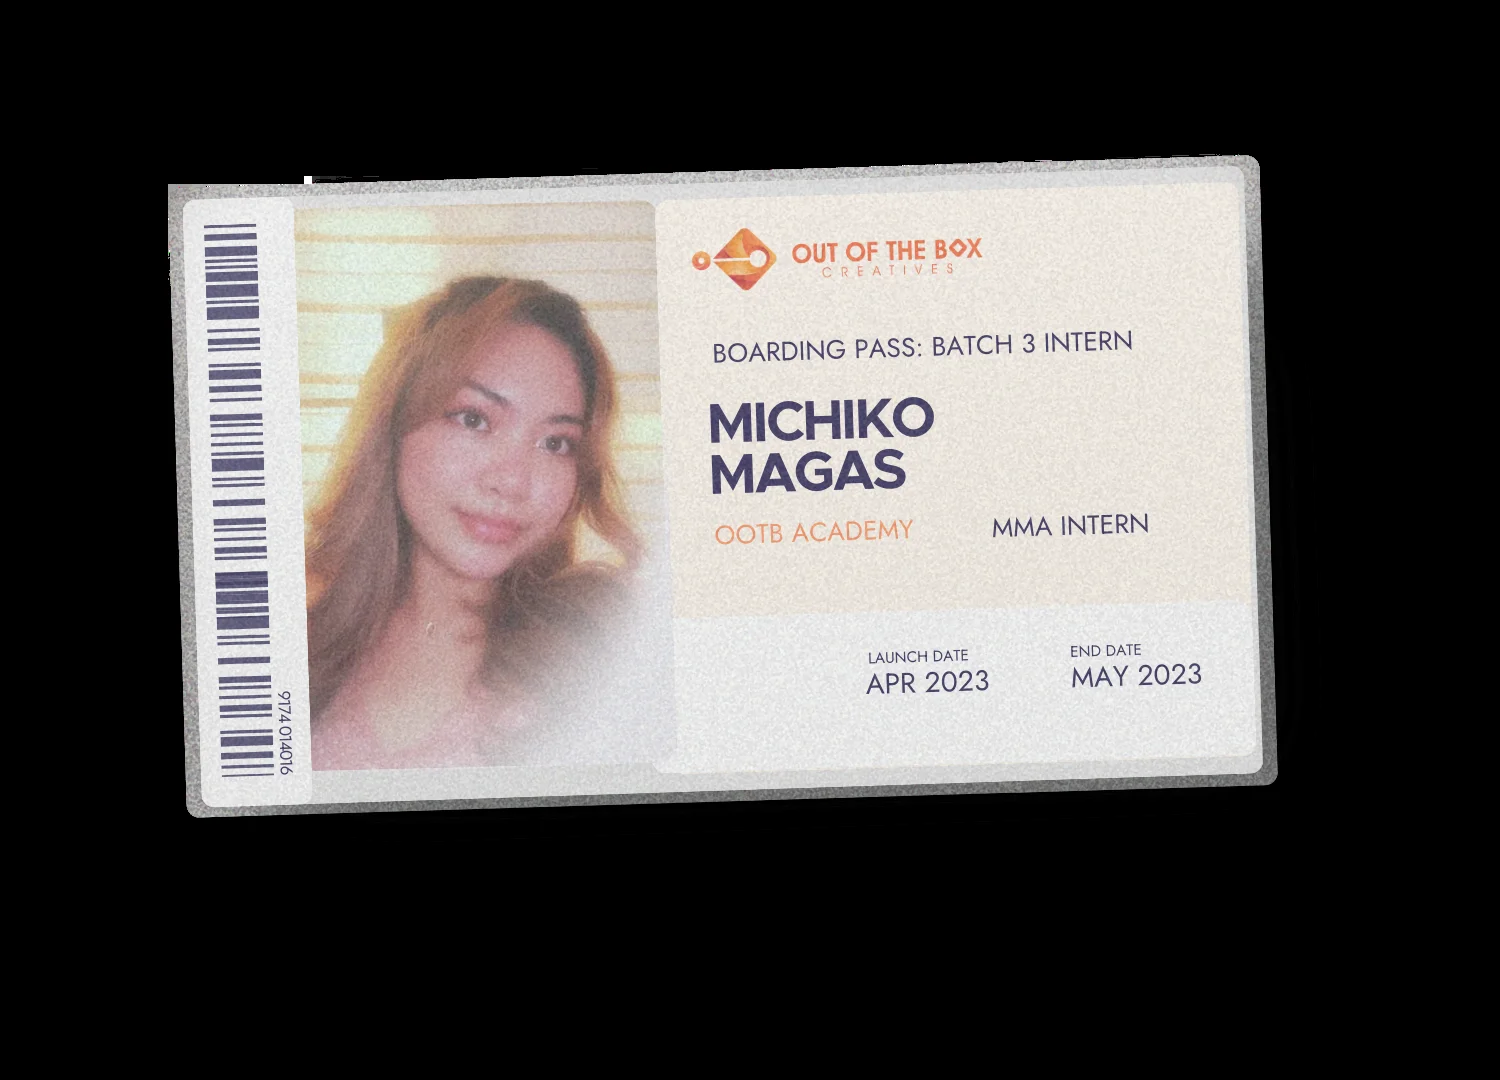 OUT OF THE BOX
CREATIVES
BOARDING PASS: BATCH 3 INTERN
MICHIKO
MAGAS
OOTB ACADEMY MMA INTERN
LAUNCH DATE END DATE
APR 2023 MAY 2023
9174 014016